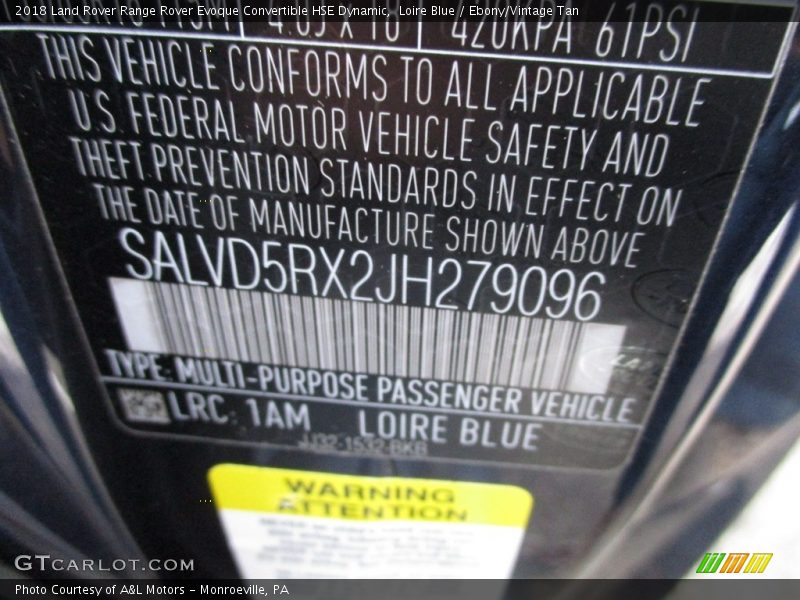 2018 Land Rover Range Rover Evoque Convertible HSE Dynamic, Loire Blue / Ebony/Vintage Tan
420KPA 61PSI
THIS VEHICLE CONFORMS TO ALL APPLICABLE
U.S. FEDERAL MOTOR VEHICLE SAFETY AND
THEFT PREVENTION STANDARDS IN EFFECT ON
THE DATE OF MANUFACTURE SHOWN ABOVE
SALVD5RX2JH279096
TYPE: MULTI-PURPOSE PASSENGER VEHICLE
LRC: 1AM LOIRE BLUE
JJ32-1532-BKB
WARNING
ATTENTION
GTCARLOT.COM
Photo Courtesy of A&L Motors – Monroeville, PA